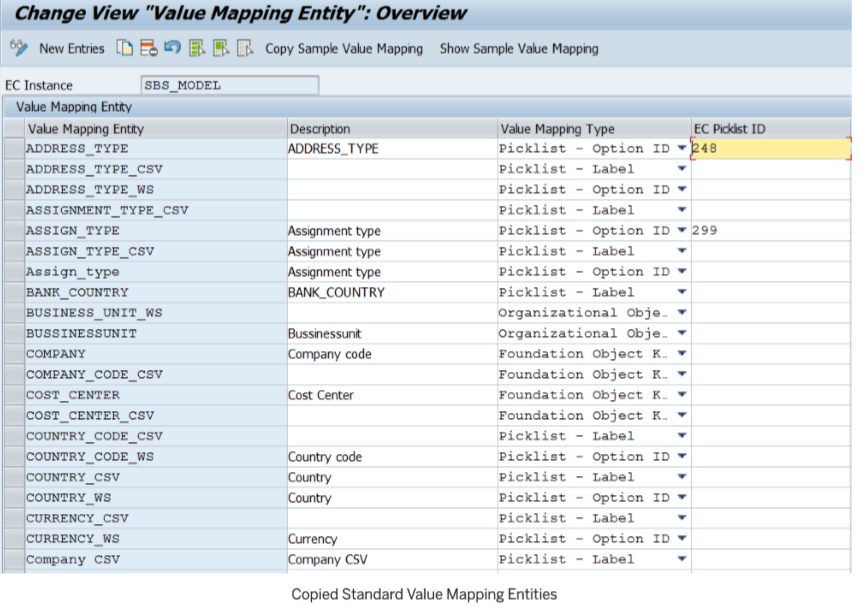 Change View "Value Mapping Entity": Overview
New Entries Copy Sample Value Mapping Show Sample Value Mapping
EC Instance SBS_MODEL
Value Mapping Entity
Value Mapping Entity Description Value Mapping Type EC Picklist ID
ADDRESS_TYPE ADDRESS_TYPE Picklist - Option ID 248
ADDRESS_TYPE_CSV Picklist - Label
ADDRESS_TYPE_WS Picklist - Option ID
ASSIGNMENT_TYPE_CSV Picklist - Label
ASSIGN_TYPE Assignment type Picklist - Option ID 299
ASSIGN_TYPE_CSV Assignment type Picklist - Label
Assign_type Assignment type Picklist - Option ID
BANK_COUNTRY BANK_COUNTRY Picklist - Label
BUSINESS_UNIT_WS Organizational Obje…
BUSSINESSUNIT Bussinessunit Organizational Obje…
COMPANY Company code Foundation Object K…
COMPANY_CODE_CSV Foundation Object K…
COST_CENTER Cost Center Foundation Object K…
COST_CENTER_CSV Foundation Object K…
COUNTRY_CODE_CSV Picklist - Label
COUNTRY_CODE_WS Country code Picklist - Option ID
COUNTRY_CSV Country Picklist - Label
COUNTRY_WS Country Picklist - Option ID
CURRENCY_CSV Picklist - Label
CURRENCY_WS Currency Picklist - Option ID
Company CSV Company CSV Picklist - Label
Copied Standard Value Mapping Entities